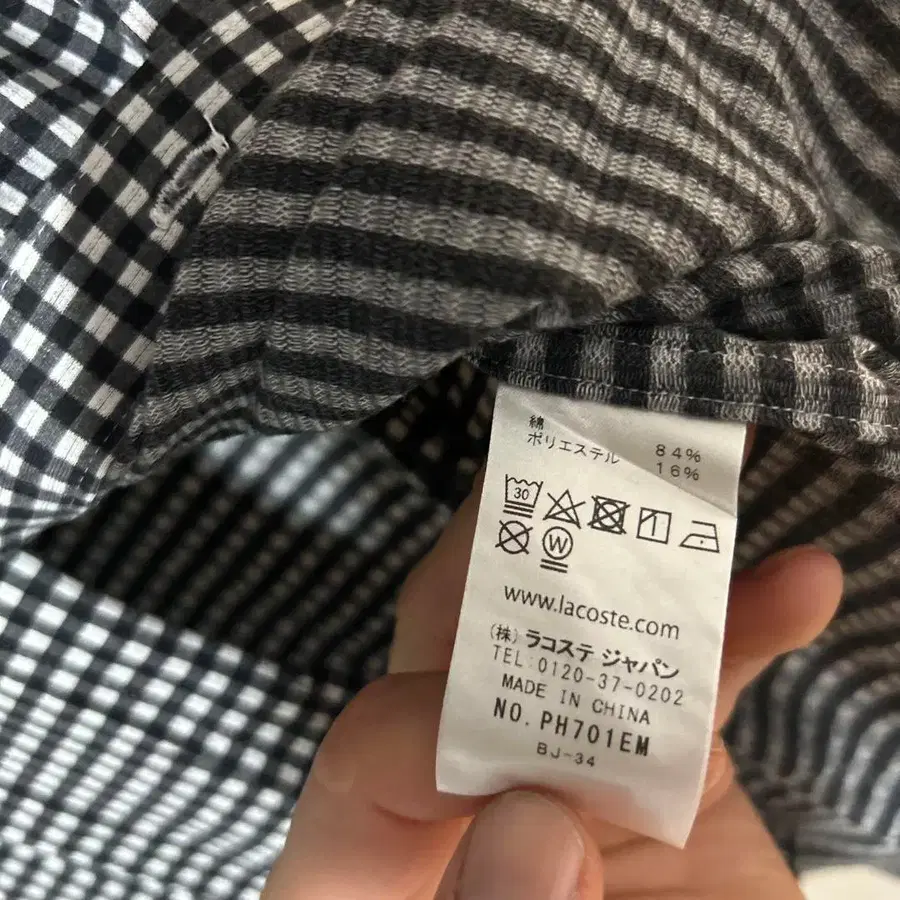 綿 84%
ポリエステル 16%
30
W
www.lacoste.com
(株) ラコステ ジャパン
TEL:0120-37-0202
MADE IN CHINA
NO.PH701EM
BJ-34